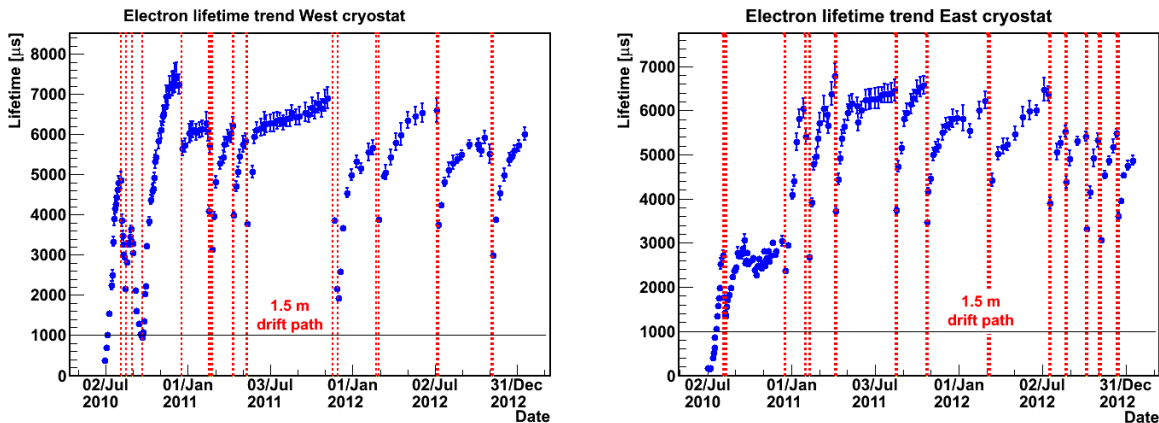 Electron lifetime trend West cryostat
Lifetime [μs]
8000
7000
6000
5000
4000
3000
2000
1000
0
1.5 m
drift path
02/Jul 01/Jan 03/Jul 01/Jan 02/Jul 31/Dec
2010 2011 2011 2012 2012 2012
Date
Electron lifetime trend East cryostat
Lifetime [μs]
7000
6000
5000
4000
3000
2000
1000
0
1.5 m
drift path
02/Jul 01/Jan 03/Jul 01/Jan 02/Jul 31/Dec
2010 2011 2011 2012 2012 2012
Date